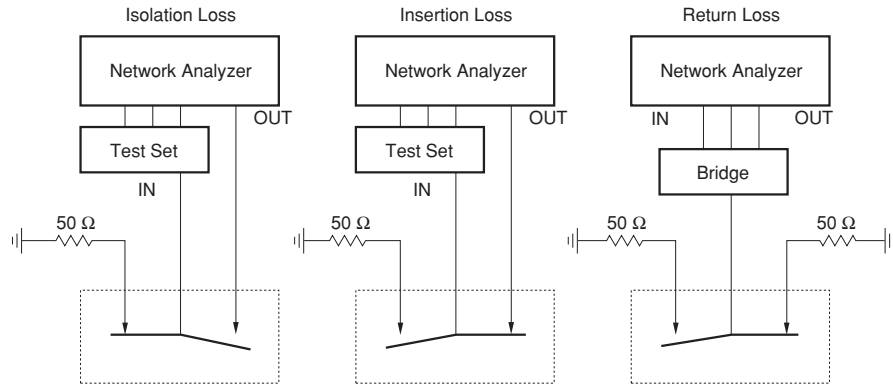 Isolation Loss
Network Analyzer
OUT
Test Set
IN
50 Ω
Insertion Loss
Network Analyzer
OUT
Test Set
IN
50 Ω
Return Loss
Network Analyzer
IN
OUT
Bridge
50 Ω
50 Ω